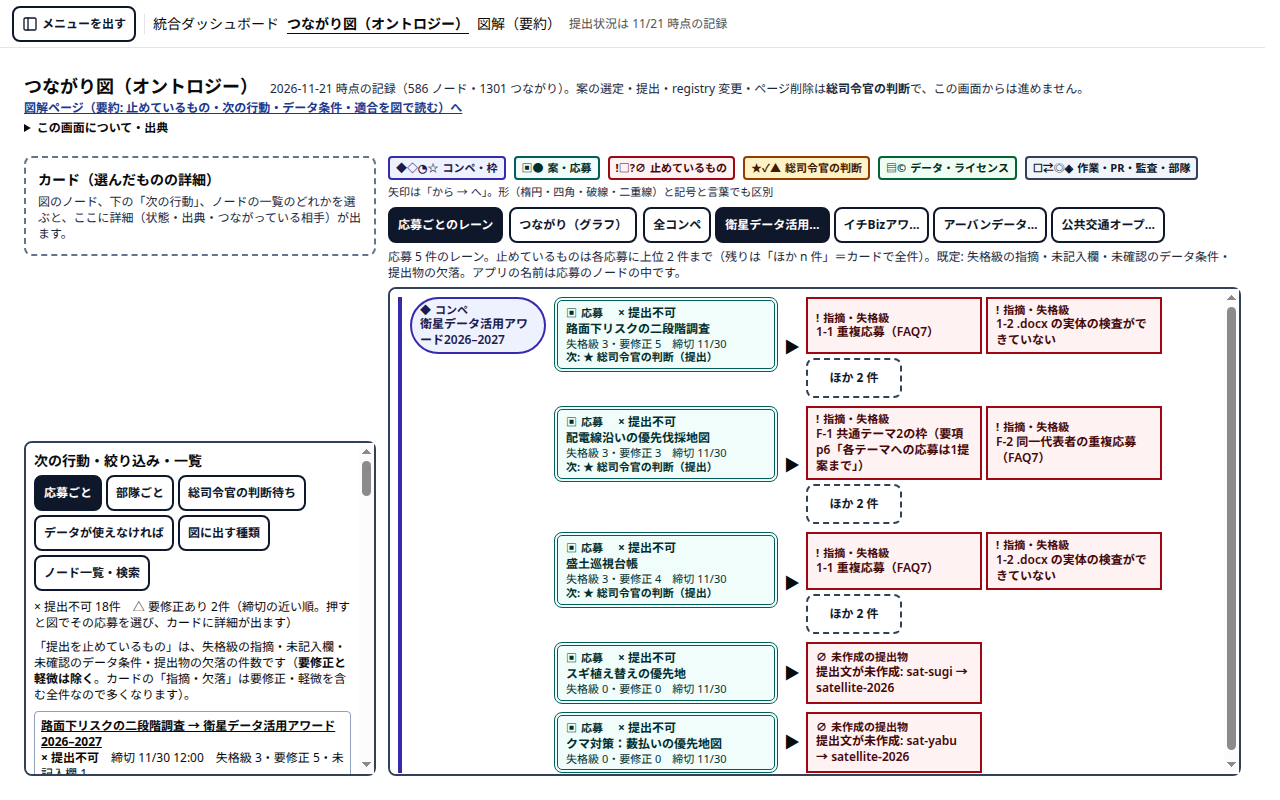 メニューを出す
統合ダッシュボード つながり図（オントロジー） 図解（要約） 提出状況は 11/21 時点の記録
つながり図（オントロジー） 2026-11-21 時点の記録（586 ノード・1301 つながり）。案の選定・提出・registry 変更・ページ削除は総司令官の判断で、この画面からは進めません。
図解ページ（要約: 止めているもの・次の行動・データ条件・適合を図で読む）へ
▶ この画面について・出典
カード（選んだものの詳細）
図のノード、下の「次の行動」、ノードの一覧のどれかを選
ぶと、ここに詳細（状態・出典・つながっている相手）が出
ます。
◆◇◔☆ コンペ・枠
▣● 案・応募
!□?⊘ 止めているもの
★✓▲ 総司令官の判断
▤© データ・ライセンス
☐⇄◎◈ 作業・PR・監査・部隊
矢印は「から → へ」。形（楕円・四角・破線・二重線）と記号と言葉でも区別
応募ごとのレーン
つながり（グラフ）
全コンペ
衛星データ活用…
イチBizアワ…
アーバンデータ…
公共交通オープ…
応募 5 件のレーン。止めているものは各応募に上位 2 件まで（残りは「ほか n 件」＝カードで全件）。既定: 失格級の指摘・未記入欄・未確認のデータ条件・
提出物の欠落。アプリの名前は応募のノードの中です。
◆ コンペ
衛星データ活用アワ
ード2026–2027
▣ 応募 × 提出不可
路面下リスクの二段階調査
失格級 3・要修正 5 締切 11/30
次: ★ 総司令官の判断（提出）
▶
! 指摘・失格級
1-1 重複応募（FAQ7）
! 指摘・失格級
1-2 .docx の実体の検査がで
きていない
ほか 2 件
▣ 応募 × 提出不可
配電線沿いの優先伐採地図
失格級 3・要修正 3 締切 11/30
次: ★ 総司令官の判断（提出）
▶
! 指摘・失格級
F-1 共通テーマ2の枠（要項
p6「各テーマへの応募は1提
案まで」）
! 指摘・失格級
F-2 同一代表者の重複応募
（FAQ7）
ほか 2 件
▣ 応募 × 提出不可
盛土巡視台帳
失格級 3・要修正 4 締切 11/30
次: ★ 総司令官の判断（提出）
▶
! 指摘・失格級
1-1 重複応募（FAQ7）
! 指摘・失格級
1-2 .docx の実体の検査がで
きていない
ほか 2 件
▣ 応募 × 提出不可
スギ植え替えの優先地
失格級 0・要修正 0 締切 11/30
▶
⊘ 未作成の提出物
提出文が未作成: sat-sugi →
satellite-2026
▣ 応募 × 提出不可
クマ対策：藪払いの優先地図
失格級 0・要修正 0 締切 11/30
▶
⊘ 未作成の提出物
提出文が未作成: sat-yabu
→ satellite-2026
次の行動・絞り込み・一覧
応募ごと
部隊ごと
総司令官の判断待ち
データが使えなければ
図に出す種類
ノード一覧・検索
× 提出不可 18件 △ 要修正あり 2件（締切の近い順。押す
と図でその応募を選び、カードに詳細が出ます）
「提出を止めているもの」は、失格級の指摘・未記入欄・
未確認のデータ条件・提出物の欠落の件数です（要修正と
軽微は除く。カードの「指摘・欠落」は要修正・軽微を含
む全件なので多くなります）。
路面下リスクの二段階調査 → 衛星データ活用アワード
2026–2027
× 提出不可 締切 11/30 12:00 失格級 3・要修正 5・未
記入欄 1